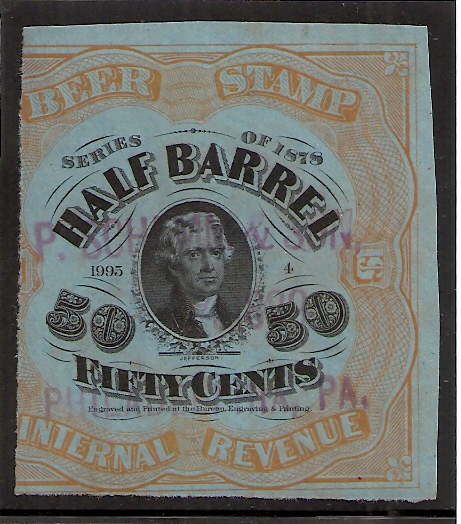 BEER STAMP
SERIES OF 1878
HALF BARREL
P. & SON,
1995 4
50 50
JEFFERSON.
FIFTY CENTS
PA.
Engraved and Printed at the Bureau, Engraving & Printing.
INTERNAL REVENUE